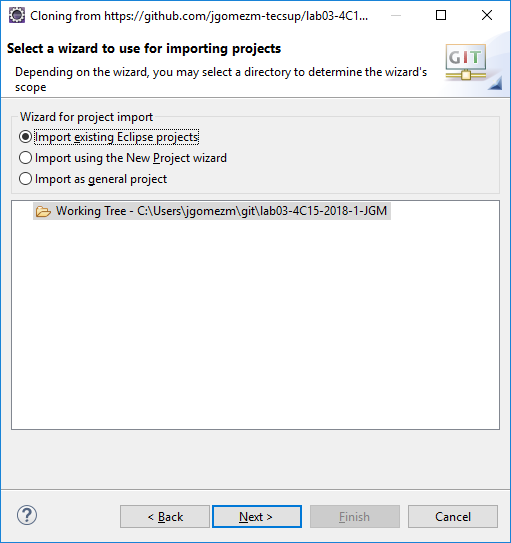 Cloning from https://github.com/jgomezm-tecsup/lab03-4C1...
Select a wizard to use for importing projects
Depending on the wizard, you may select a directory to determine the wizard's
scope
GIT
Wizard for project import
Import existing Eclipse projects
Import using the New Project wizard
Import as general project
Working Tree - C:\Users\jgomezm\git\lab03-4C15-2018-1-JGM
?
< Back
Next >
Finish
Cancel